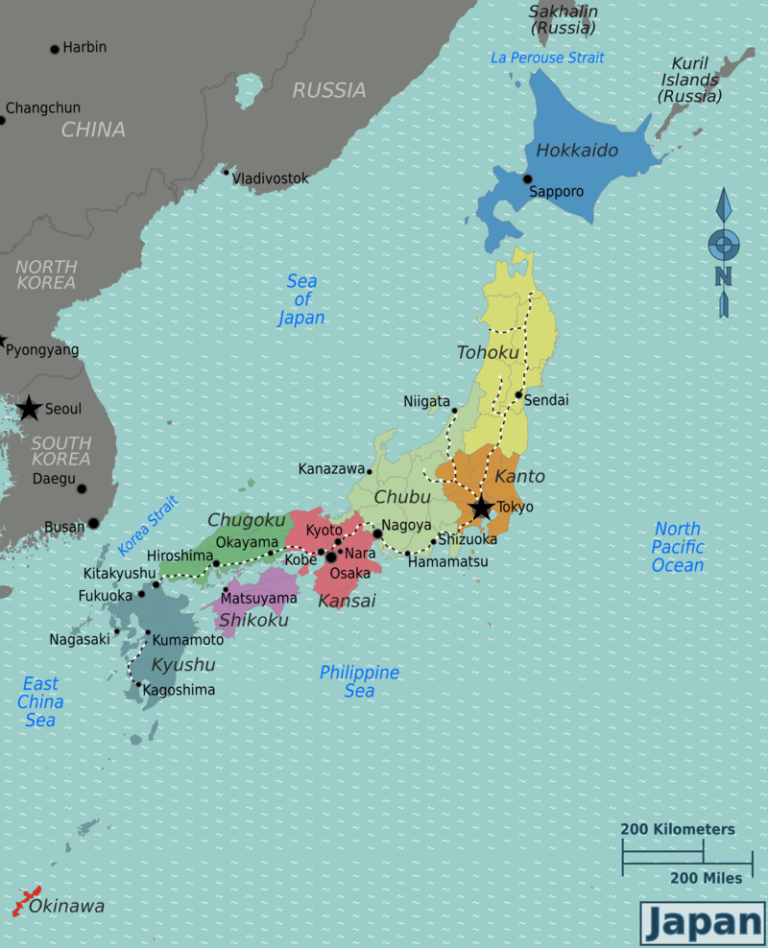 Sakhalin
(Russia)
Harbin
La Perouse Strait
Kuril
Islands
(Russia)
RUSSIA
Changchun
CHINA
Hokkaido
Vladivostok
Sapporo
NORTH
KOREA
N
Sea
of
Japan
Pyongyang
Tohoku
Seoul
Niigata
Sendai
SOUTH
KOREA
Kanazawa
Kanto
Daegu
Chubu
Tokyo
Korea Strait
Chugoku
Busan
Kyoto
Nagoya
North
Pacific
Ocean
Okayama
Shizuoka
Hiroshima
Kobe
Nara
Hamamatsu
Kitakyushu
Osaka
Fukuoka
Matsuyama
Kansai
Shikoku
Nagasaki
Kumamoto
Kyushu
Philippine
Sea
East
China
Sea
Kagoshima
200 Kilometers
200 Miles
Okinawa
Japan